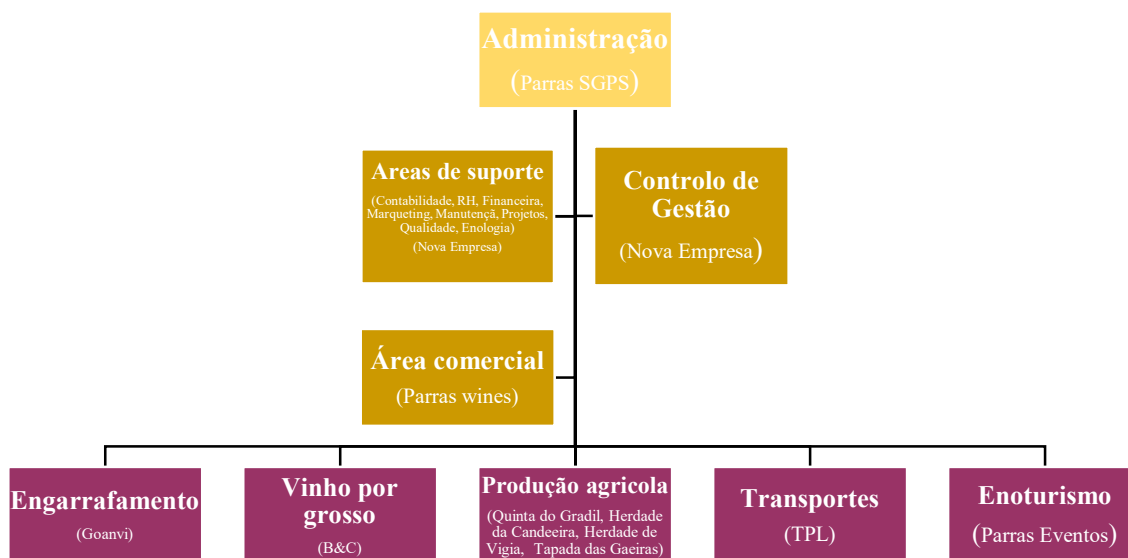 Administração
(Parras SGPS)
Areas de suporte
(Contabilidade, RH, Financeira,
Marqueting, Manutençã, Projetos,
Qualidade, Enologia)
(Nova Empresa)
Controlo de
Gestão
(Nova Empresa)
Área comercial
(Parras wines)
Engarrafamento
(Goanvi)
Vinho por
grosso
(B&C)
Produção agricola
(Quinta do Gradil, Herdade
da Candeeira, Herdade de
Vigia, Tapada das Gaeiras)
Transportes
(TPL)
Enoturismo
(Parras Eventos)